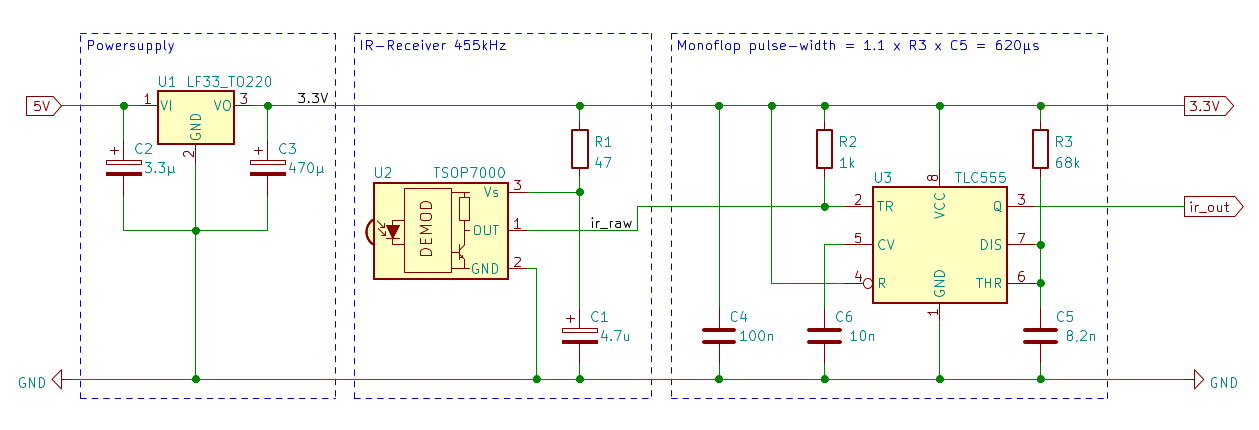 Powersupply
IR-Receiver 455kHz
Monoflop pulse-width = 1.1 x R3 x C5 = 620µs
U1 LF33_TO220
5V
1
VI
VO
3
3.3V
3.3V
GND
2
+
C2
3.3µ
+
C3
470µ
R1
47
R2
1k
R3
68k
U2
TSOP7000
Vs
3
DEMOD
OUT
1
ir_raw
GND
2
U3
TLC555
8
VCC
2
TR
Q
3
ir_out
5
CV
DIS
7
4
R
GND
THR
6
1
+
C1
4.7u
C4
100n
C6
10n
C5
8,2n
GND
GND